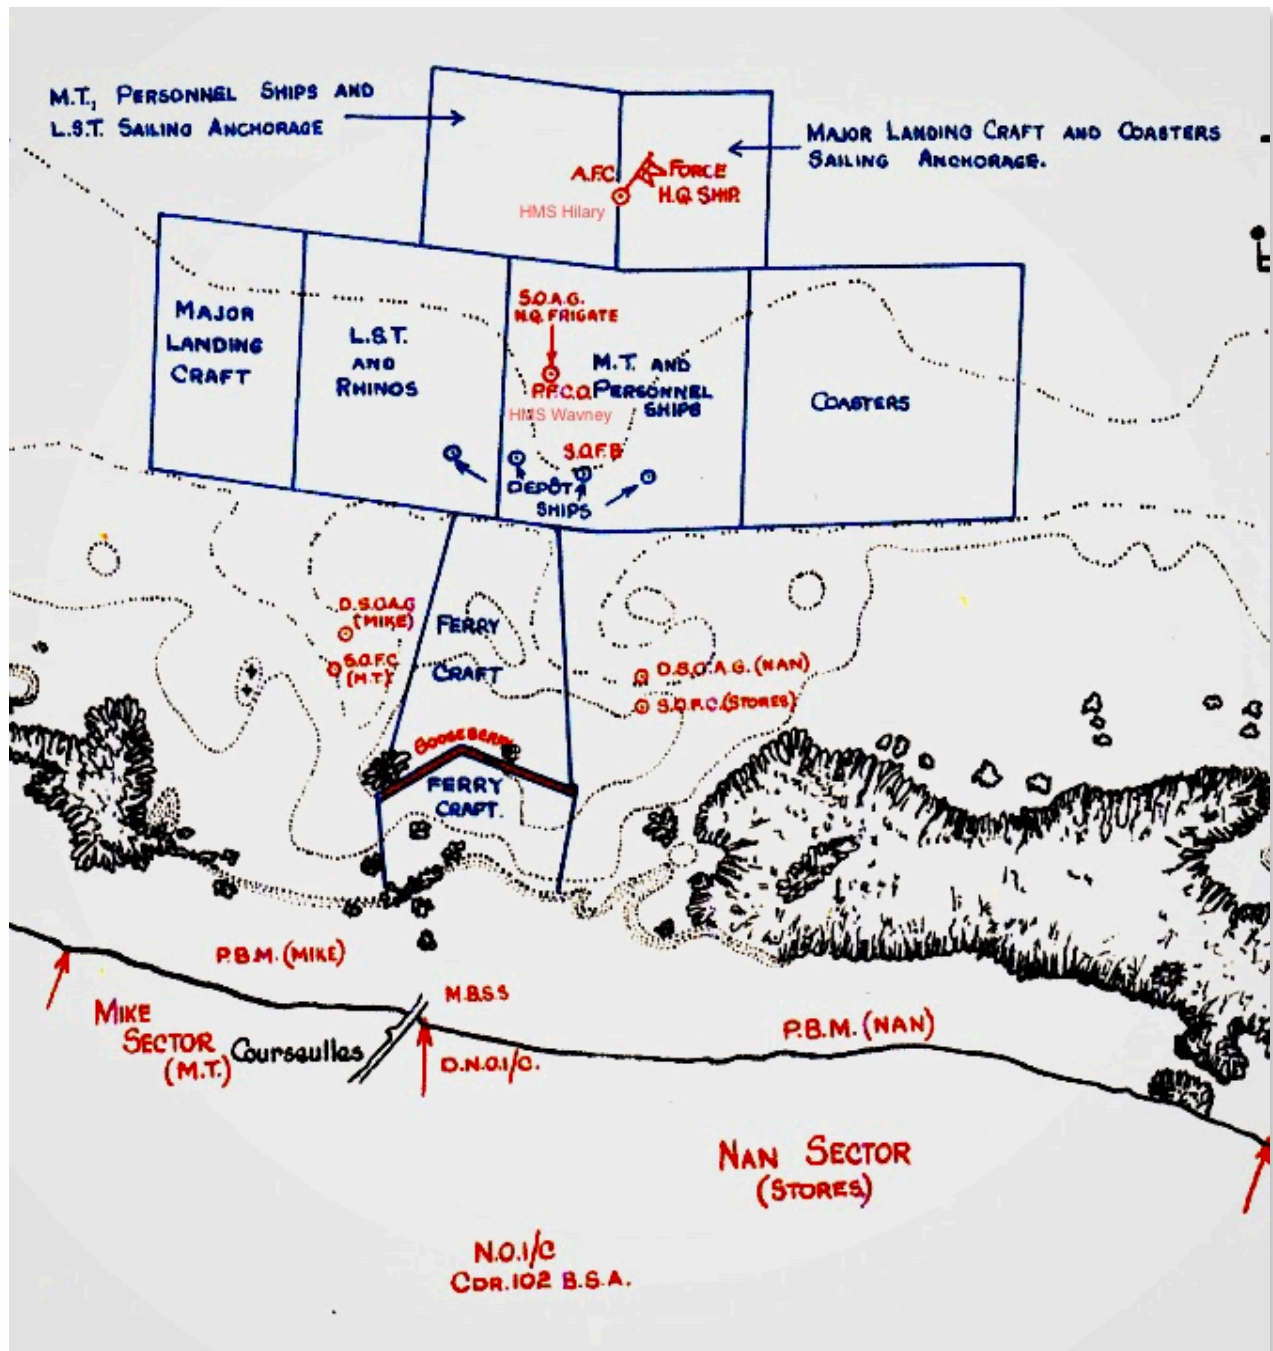 M.T., PERSONNEL SHIPS AND
L.S.T. SAILING ANCHORAGE
MAJOR LANDING CRAFT AND COASTERS
SAILING ANCHORAGE.
A.F.C.
FORCE
H.Q. SHIP.
HMS Hilary
MAJOR
LANDING
CRAFT
L.S.T.
AND
RHINOS
S.O.A.G.
H.Q. FRIGATE
P.F.C.O.
HMS Wavney
M.T. AND
PERSONNEL
SHIPS
COASTERS
S.O.F.B
DEPÔT
SHIPS
D.S.O.A.G
(MIKE)
S.O.F.C
(M.T.)
FERRY
CRAFT
D.S.O.A.G. (NAN)
S.O.F.C. (STORES)
GOOSEBERRY
FERRY
CRAFT.
P.B.M. (MIKE)
M.B.S.S
MIKE
SECTOR
(M.T.)
Courseulles
D.N.O.I/C.
P.B.M. (NAN)
NAN SECTOR
(STORES)
N.O.I/C
CDR. 102 B.S.A.